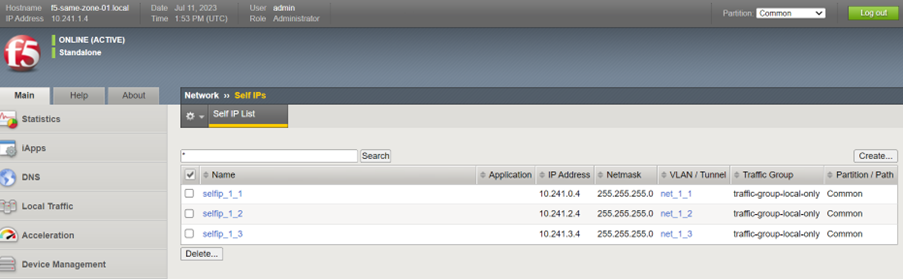 Hostname f5-same-zone-01.local Date Jul 11, 2023 User admin
IP Address 10.241.1.4 Time 1:53 PM (UTC) Role Administrator
Partition: Common Log out
f5
ONLINE (ACTIVE)
Standalone
Main Help About
Network ›› Self IPs
Self IP List
Statistics
iApps
DNS
Local Traffic
Acceleration
Device Management
* Search Create...
Name Application IP Address Netmask VLAN / Tunnel Traffic Group Partition / Path
selfip_1_1 10.241.0.4 255.255.255.0 net_1_1 traffic-group-local-only Common
selfip_1_2 10.241.2.4 255.255.255.0 net_1_2 traffic-group-local-only Common
selfip_1_3 10.241.3.4 255.255.255.0 net_1_3 traffic-group-local-only Common
Delete...